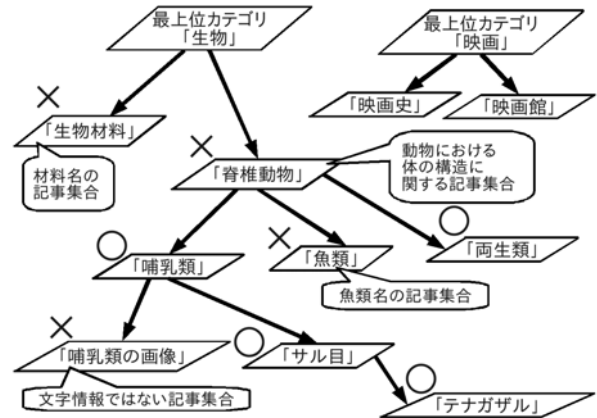 最上位カテゴリ
「生物」
最上位カテゴリ
「映画」
×
「生物材料」
「映画史」
「映画館」
材料名の
記事集合
×
「脊椎動物」
動物における
体の構造に
関する記事集合
○
「哺乳類」
×
「魚類」
○
「両生類」
魚類名の記事集合
×
「哺乳類の画像」
○
「サル目」
文字情報ではない記事集合
○
「テナガザル」